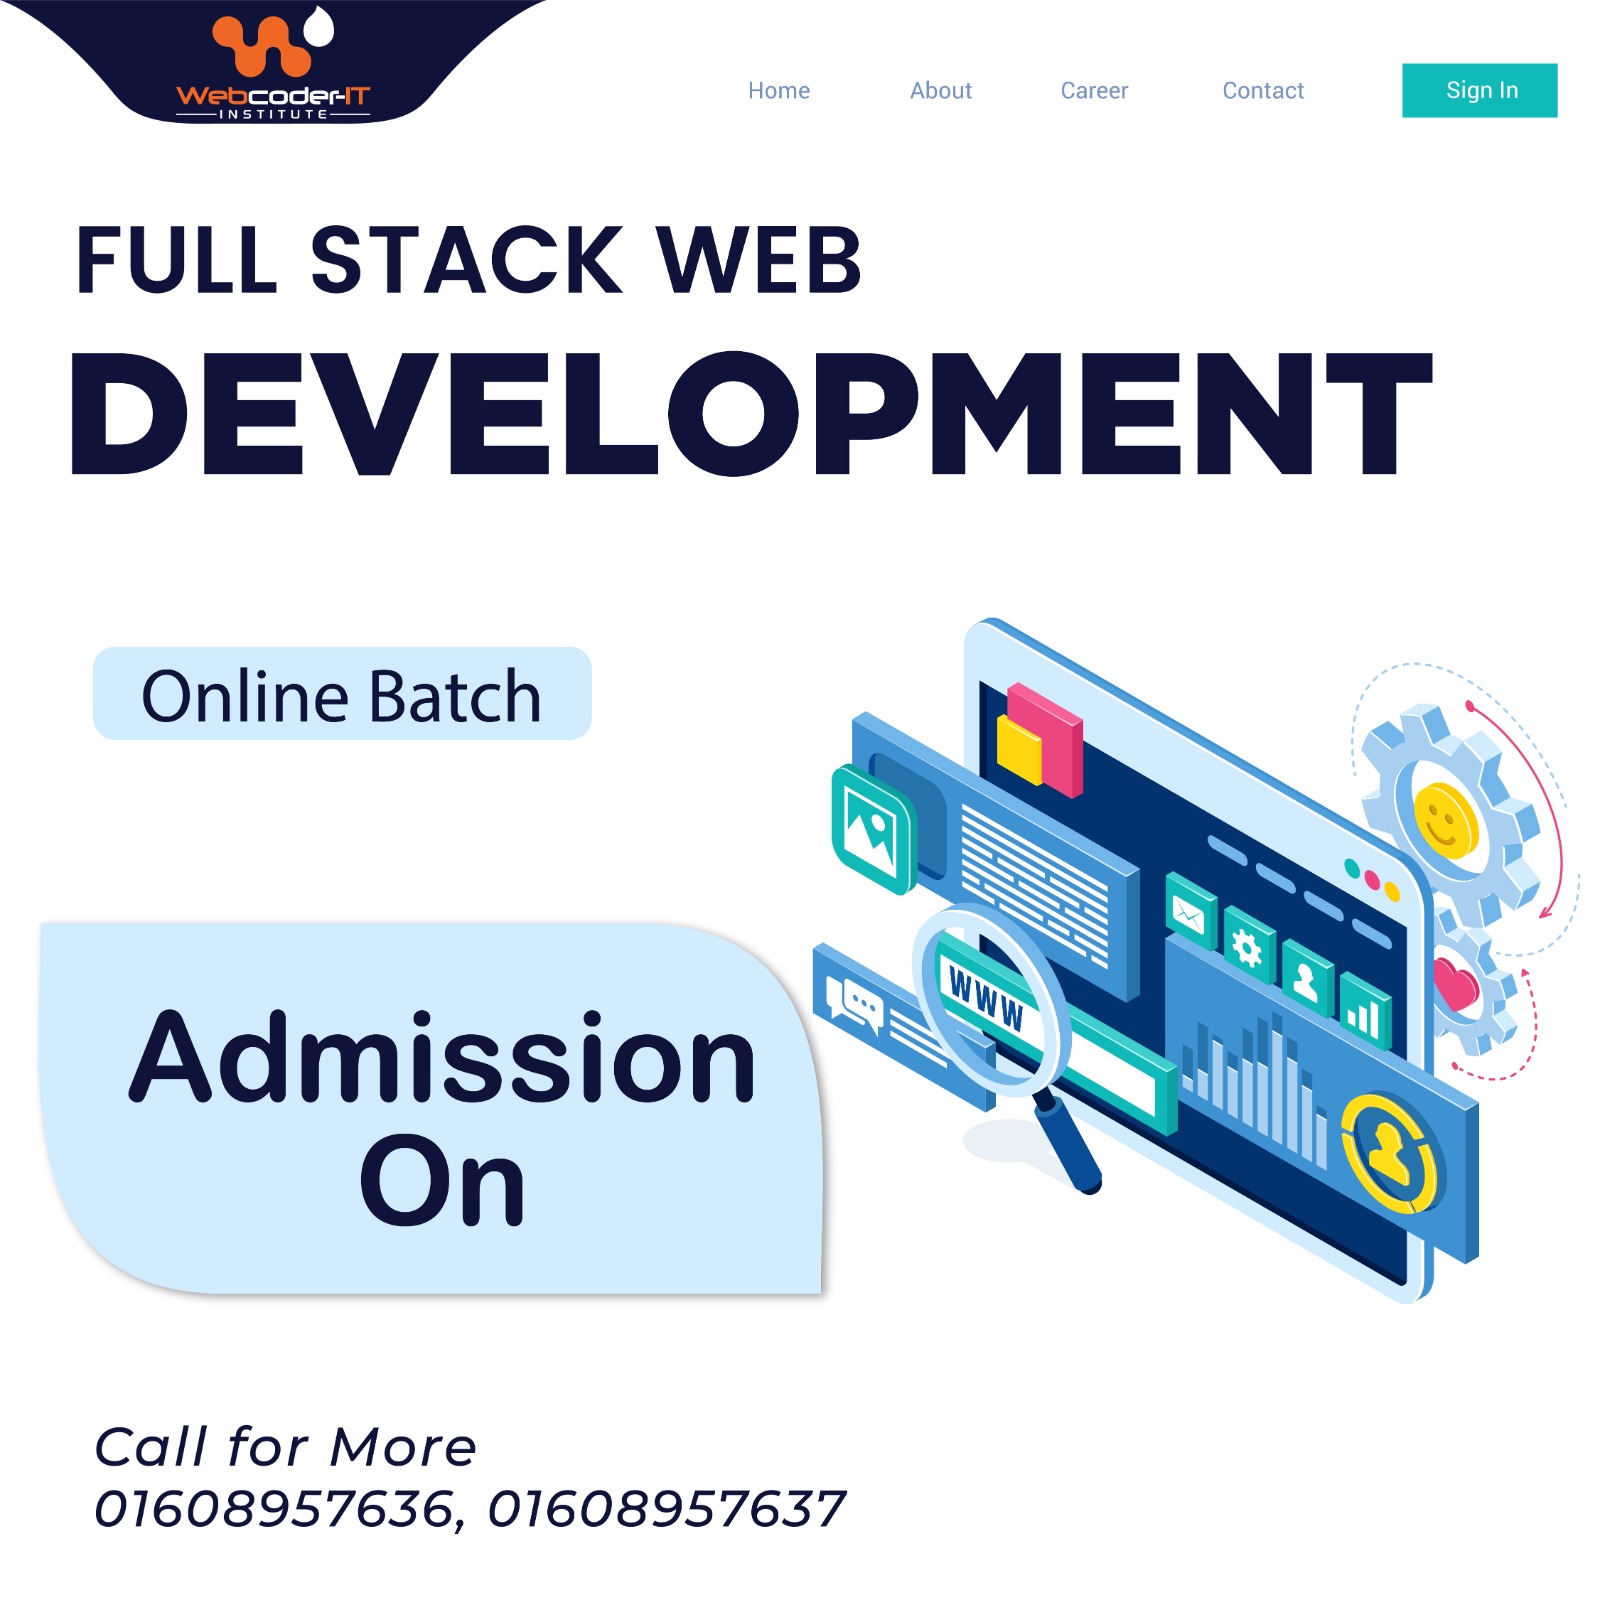 Webcoder-IT
INSTITUTE
Home About Career Contact Sign In
FULL STACK WEB
DEVELOPMENT
Online Batch
WWW
Admission
On
Call for More
01608957636, 01608957637